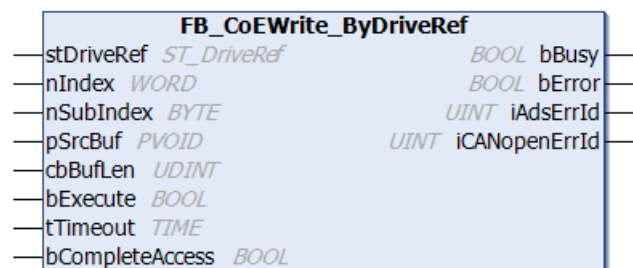 FB_CoEWrite_ByDriveRef
stDriveRef ST_DriveRef BOOL bBusy
nIndex WORD BOOL bError
nSubIndex BYTE UINT iAdsErrId
pSrcBuf PVOID UINT iCANopenErrId
cbBufLen UDINT
bExecute BOOL
tTimeout TIME
bCompleteAccess BOOL